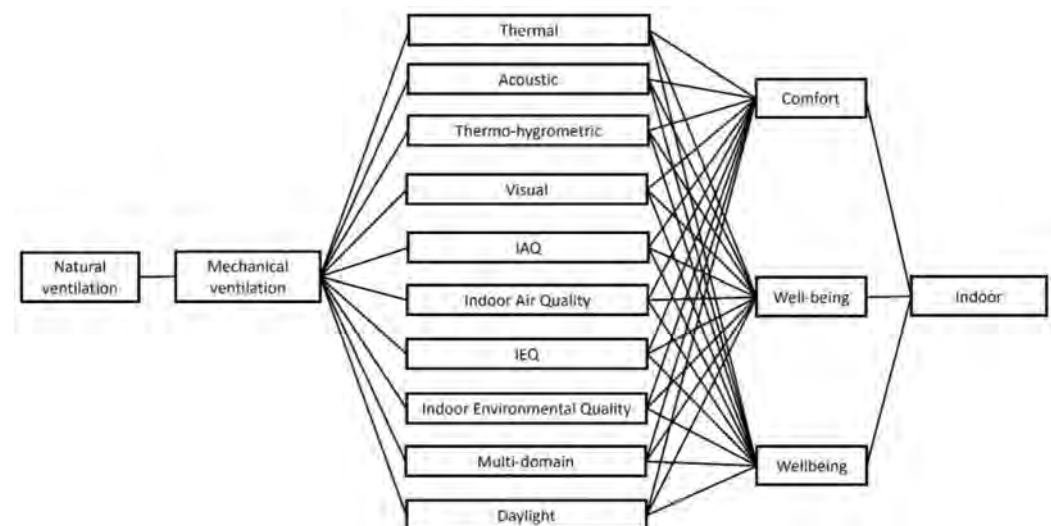 Thermal
Acoustic
Comfort
Thermo-hygrometric
Visual
IAQ
Natural
ventilation
Mechanical
ventilation
Indoor Air Quality
Well-being
Indoor
IEQ
Indoor Environmental Quality
Multi-domain
Wellbeing
Daylight